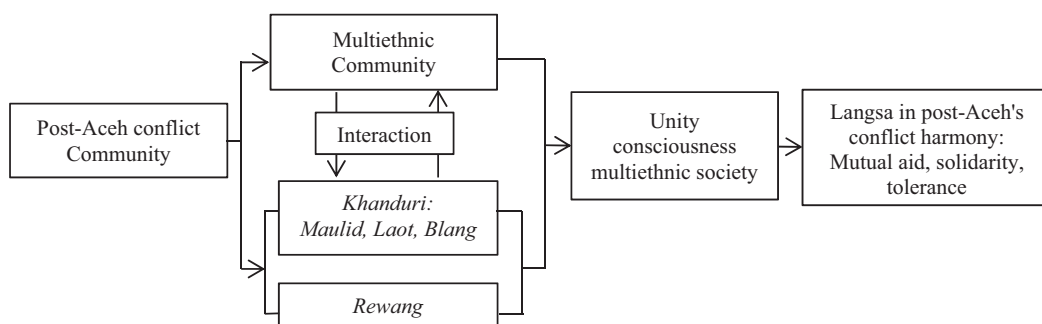 Post-Aceh conflict
Community
Multiethnic
Community
Interaction
Khanduri:
Maulid, Laot, Blang
Rewang
Unity
consciousness
multiethnic society
Langsa in post-Aceh's
conflict harmony:
Mutual aid, solidarity,
tolerance